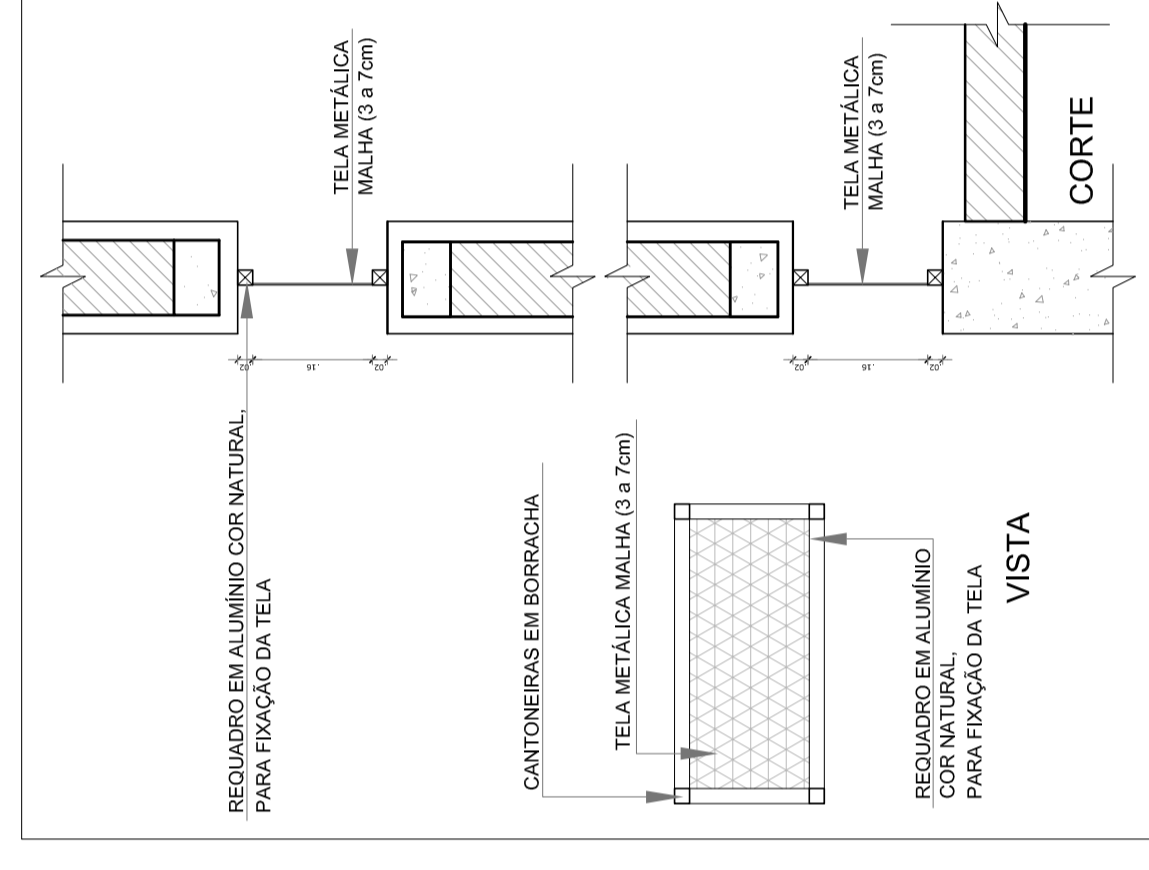 REQUADRO EM ALUMÍNIO COR NATURAL,
PARA FIXAÇÃO DA TELA
TELA METÁLICA
MALHA (3 a 7cm)
.02
.16
.02
TELA METÁLICA
MALHA (3 a 7cm)
.02
.16
.02
CORTE
CANTONEIRAS EM BORRACHA
TELA METÁLICA MALHA (3 a 7cm)
REQUADRO EM ALUMÍNIO
COR NATURAL,
PARA FIXAÇÃO DA TELA
VISTA